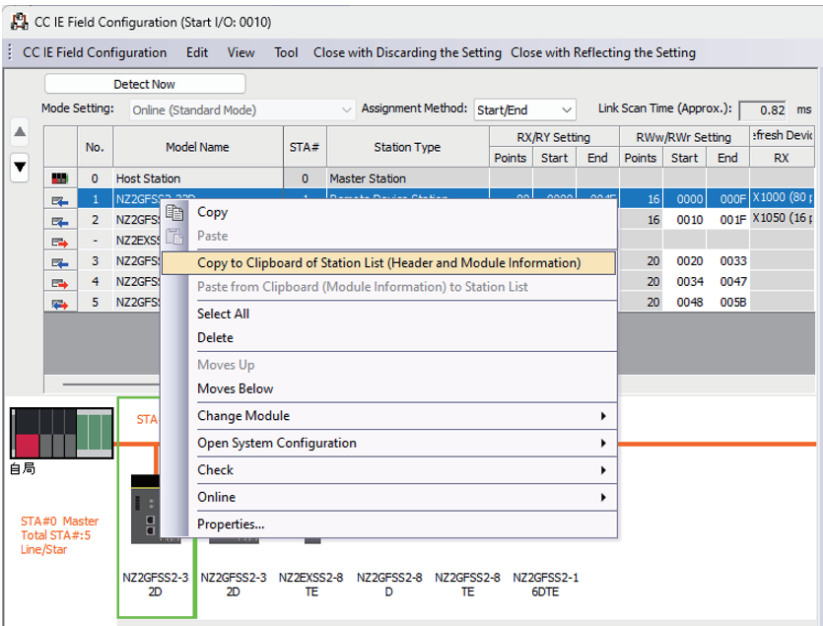 CC IE Field Configuration (Start I/O: 0010)
CC IE Field Configuration Edit View Tool Close with Discarding the Setting Close with Reflecting the Setting
Detect Now
Mode Setting: Online (Standard Mode) Assignment Method: Start/End Link Scan Time (Approx.): 0.82 ms
No. Model Name STA# Station Type RX/RY Setting RWw/RWr Setting
Points Start End Points Start End RX
0 Host Station 0 Master Station
1 16 0000 000F X1000 (80
2 NZ2GFS 16 0010 001F X1050 (16
- NZ2EXS
3 NZ2GFS 20 0020 0033
4 NZ2GFS 20 0034 0047
5 NZ2GFS 20 0048 005B
Copy
Paste
Copy to Clipboard of Station List (Header and Module Information)
Paste from Clipboard (Module Information) to Station List
Select All
Delete
Moves Up
Moves Below
Change Module
Open System Configuration
Check
Online
Properties...
STA
自局
STA#0 Master
Total STA#:5
Line/Star
NZ2GFSS2-3 NZ2GFSS2-3 NZ2EXSS2-8 NZ2GFSS2-8 NZ2GFSS2-8 NZ2GFSS2-1
2D 2D TE D TE 6DTE